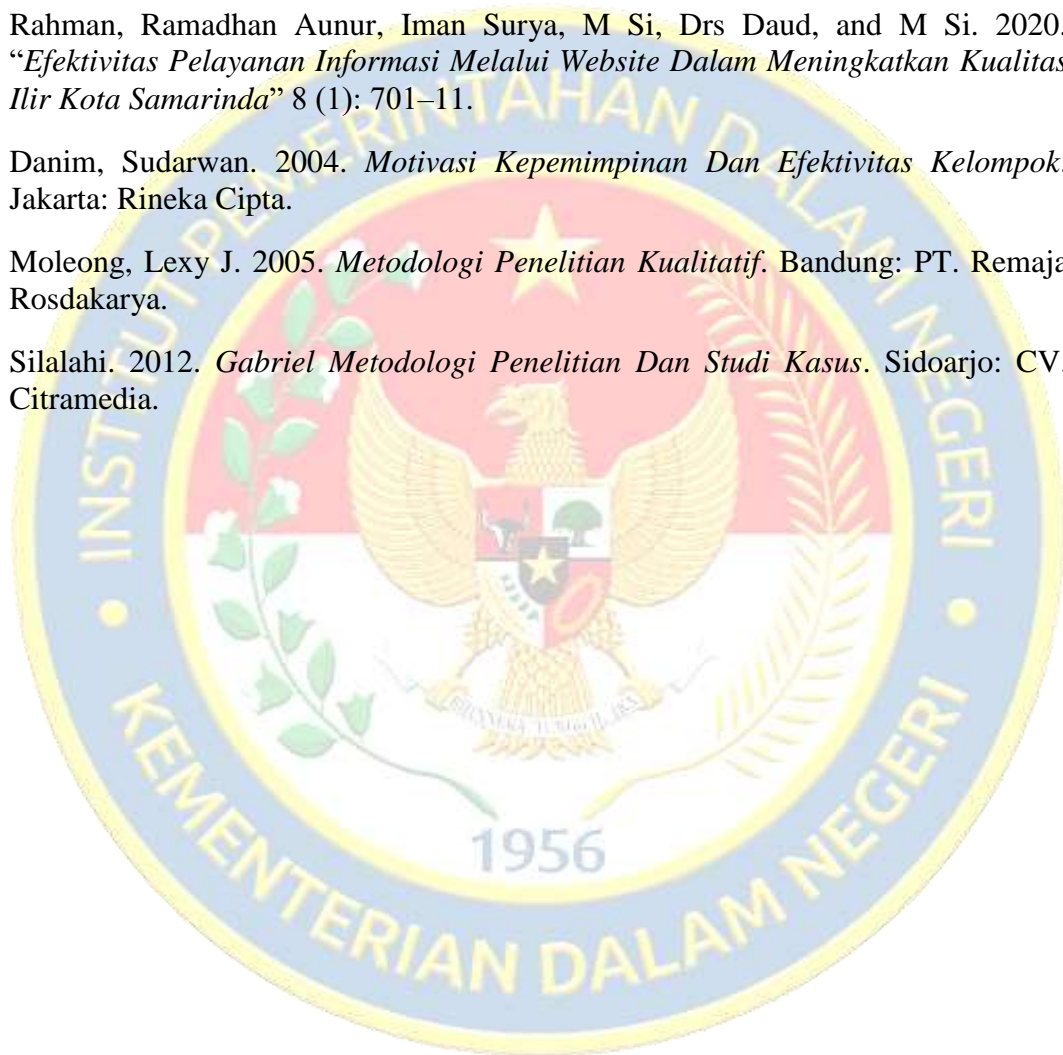 Rahman, Ramadhan Aunur, Iman Surya, M Si, Drs Daud, and M Si. 2020.
“Efektivitas Pelayanan Informasi Melalui Website Dalam Meningkatkan Kualitas
Ilir Kota Samarinda” 8 (1): 701–11.
Danim, Sudarwan. 2004. Motivasi Kepemimpinan Dan Efektivitas Kelompok.
Jakarta: Rineka Cipta.
Moleong, Lexy J. 2005. Metodologi Penelitian Kualitatif. Bandung: PT. Remaja
Rosdakarya.
Silalahi. 2012. Gabriel Metodologi Penelitian Dan Studi Kasus. Sidoarjo: CV.
Citramedia.
INSTITUT PEMERINTAHAN DALAM NEGERI
BHINNEKA TUNGGAL IKA
1956
KEMENTERIAN DALAM NEGERI